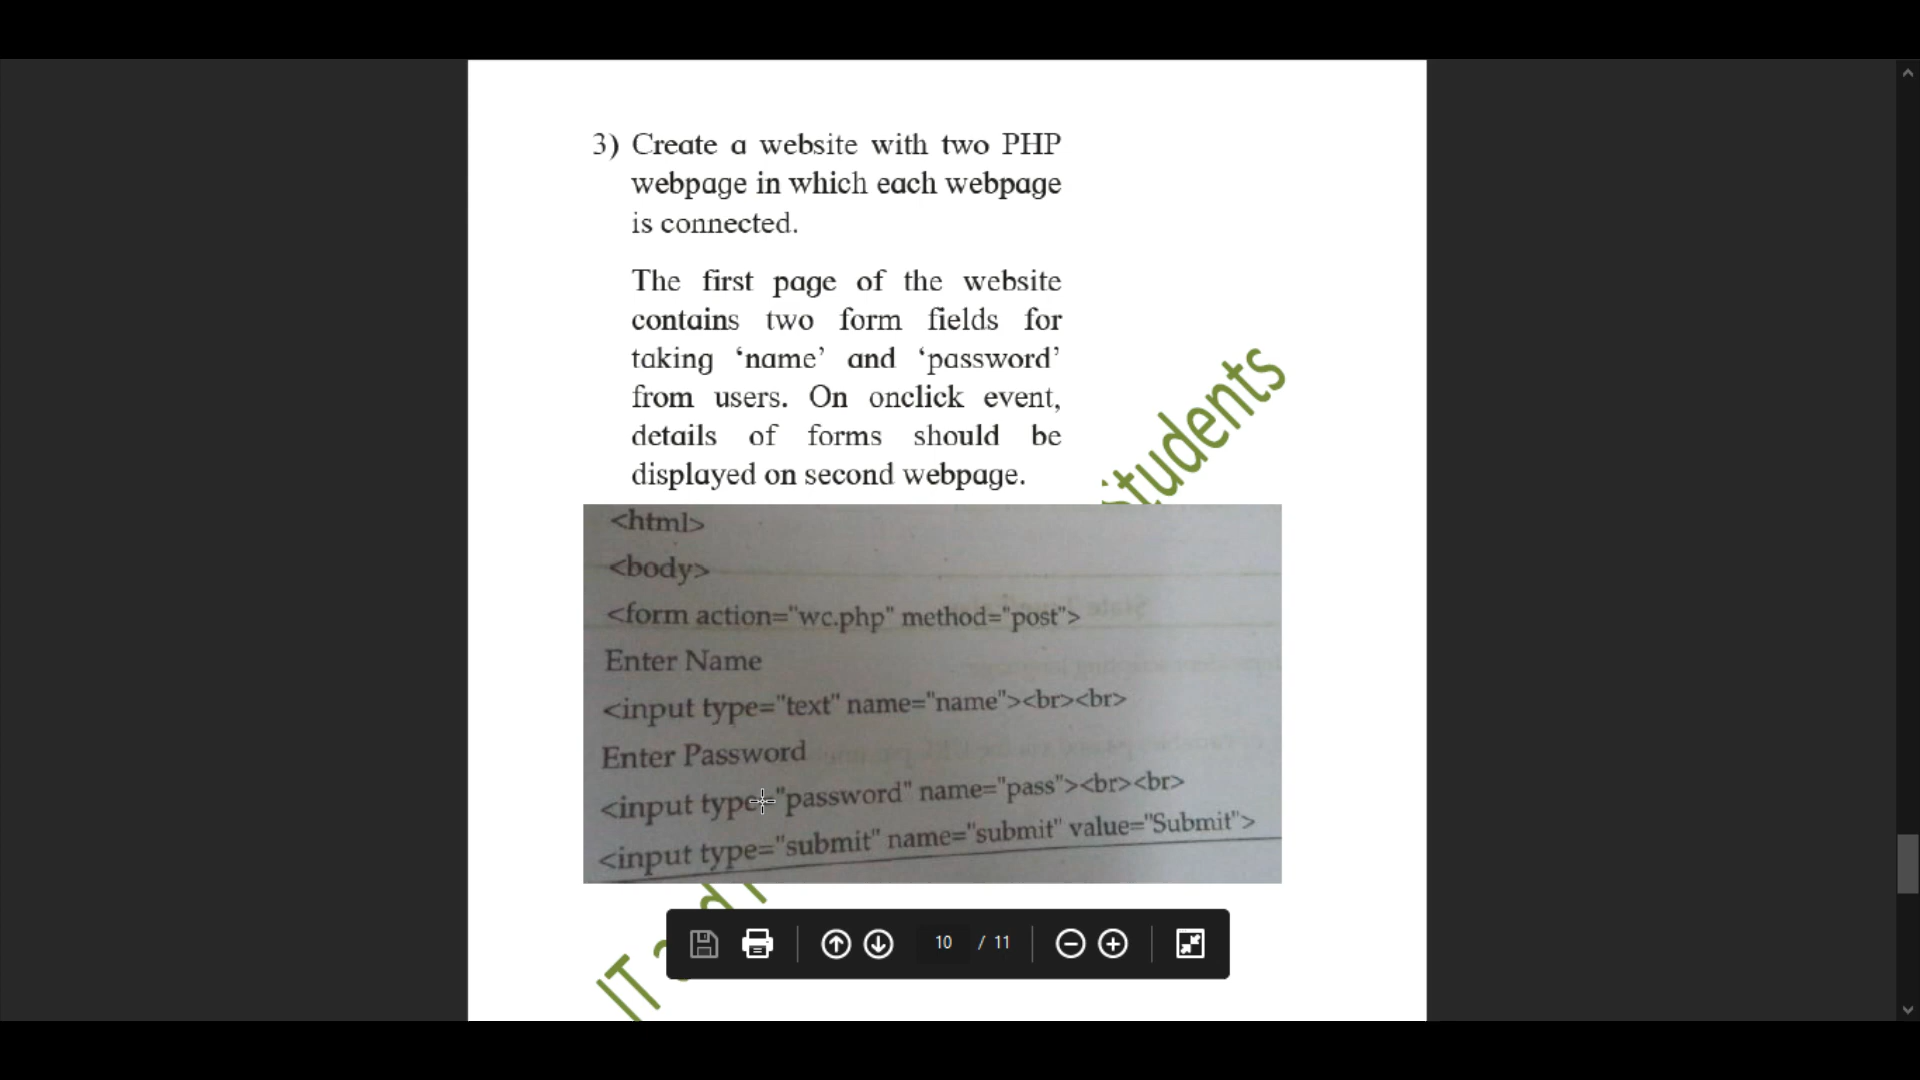 3) Create a website with two PHP
webpage in which each webpage
is connected.
The first page of the website
contains two form fields for
taking ‘name’ and ‘password’
from users. On onclick event,
details of forms should be
displayed on second webpage.
Students
<html>
<body>
<form action="wc.php" method="post">
Enter Name
<input type="text" name="name"><br><br>
Enter Password
<input type="password" name="pass"><br><br>
<input type="submit" name="submit" value="Submit">
IT
10 / 11